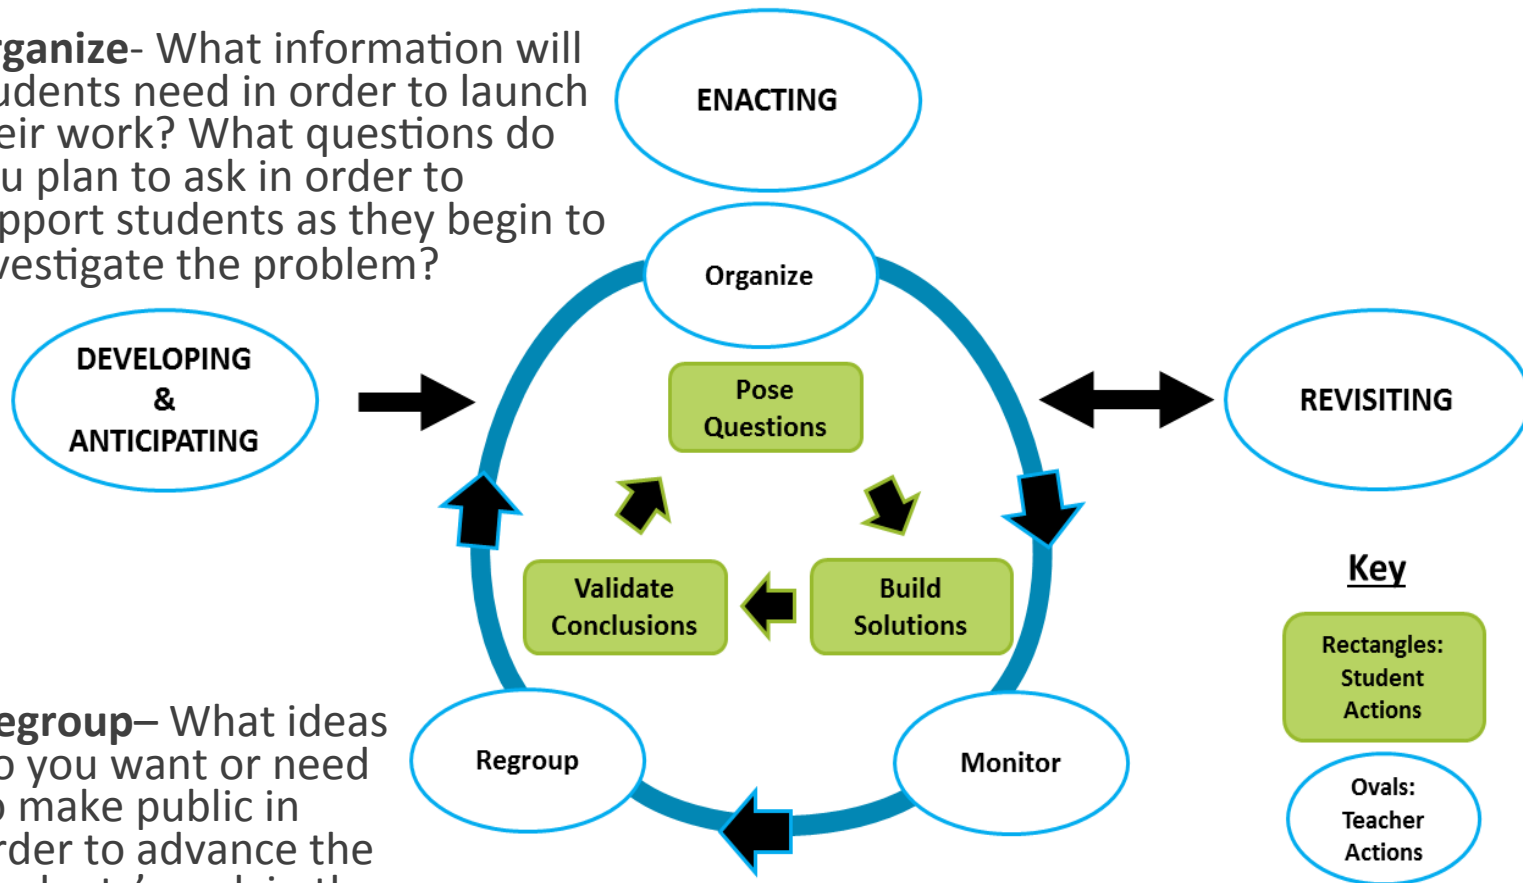 rganize- What information will
udents need in order to launch
eir work? What questions do
u plan to ask in order to
pport students as they begin to
vestigate the problem?
ENACTING
Organize
DEVELOPING
&
ANTICIPATING
Pose
Questions
REVISITING
Validate
Conclusions
Build
Solutions
Key
Rectangles:
Student
Actions
egroup– What ideas
o you want or need
o make public in
rder to advance the
Regroup
Monitor
Ovals:
Teacher
Actions